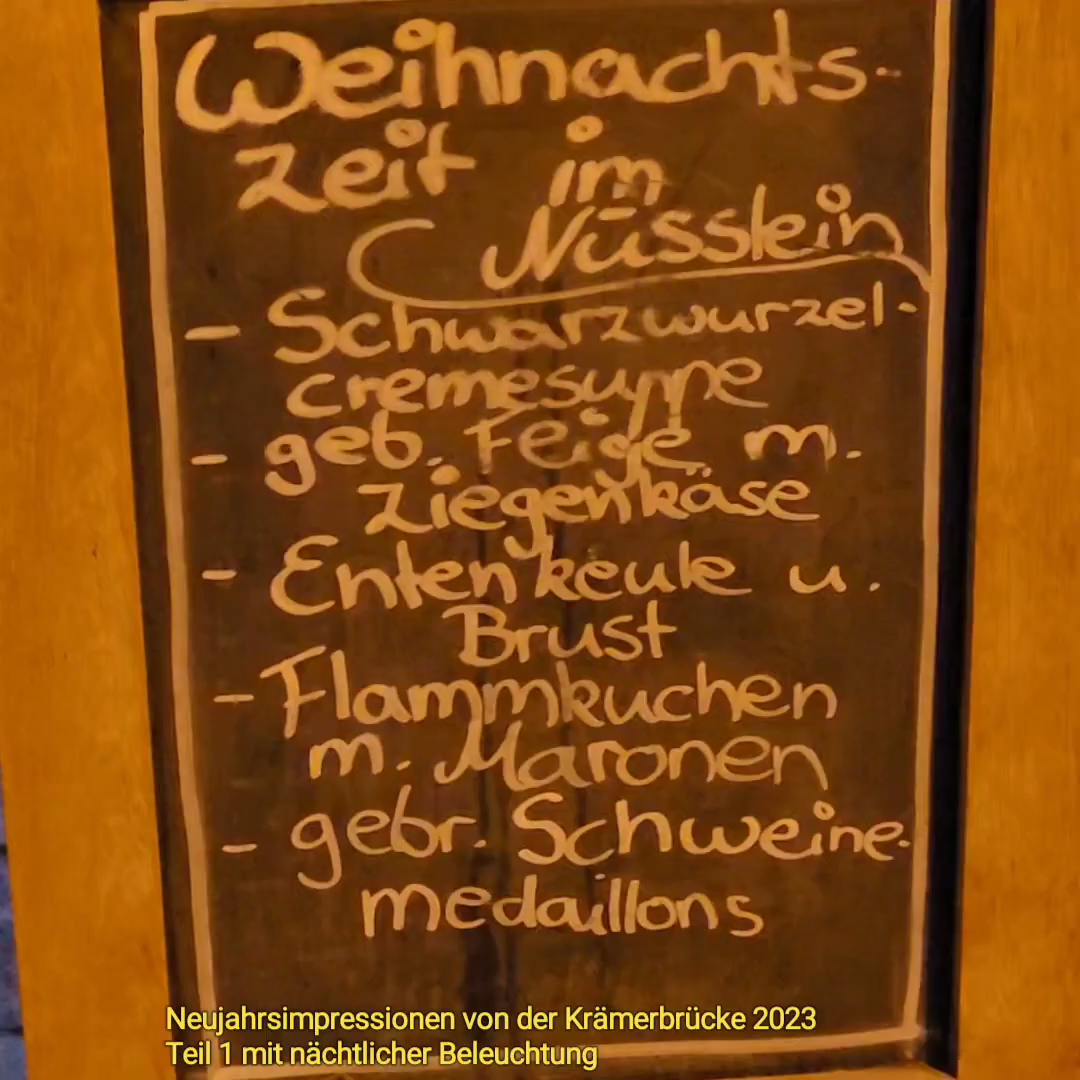 Weihnachts-
zeit im
Nüsslein
- Schwarzwurzel-
cremesuppe
- geb. Feige m.
Ziegenkäse
- Entenkeule u.
Brust
- Flammkuchen
m. Maronen
- gebr. Schweine-
medaillons
Neujahrsimpressionen von der Krämerbrücke 2023
Teil 1 mit nächtlicher Beleuchtung